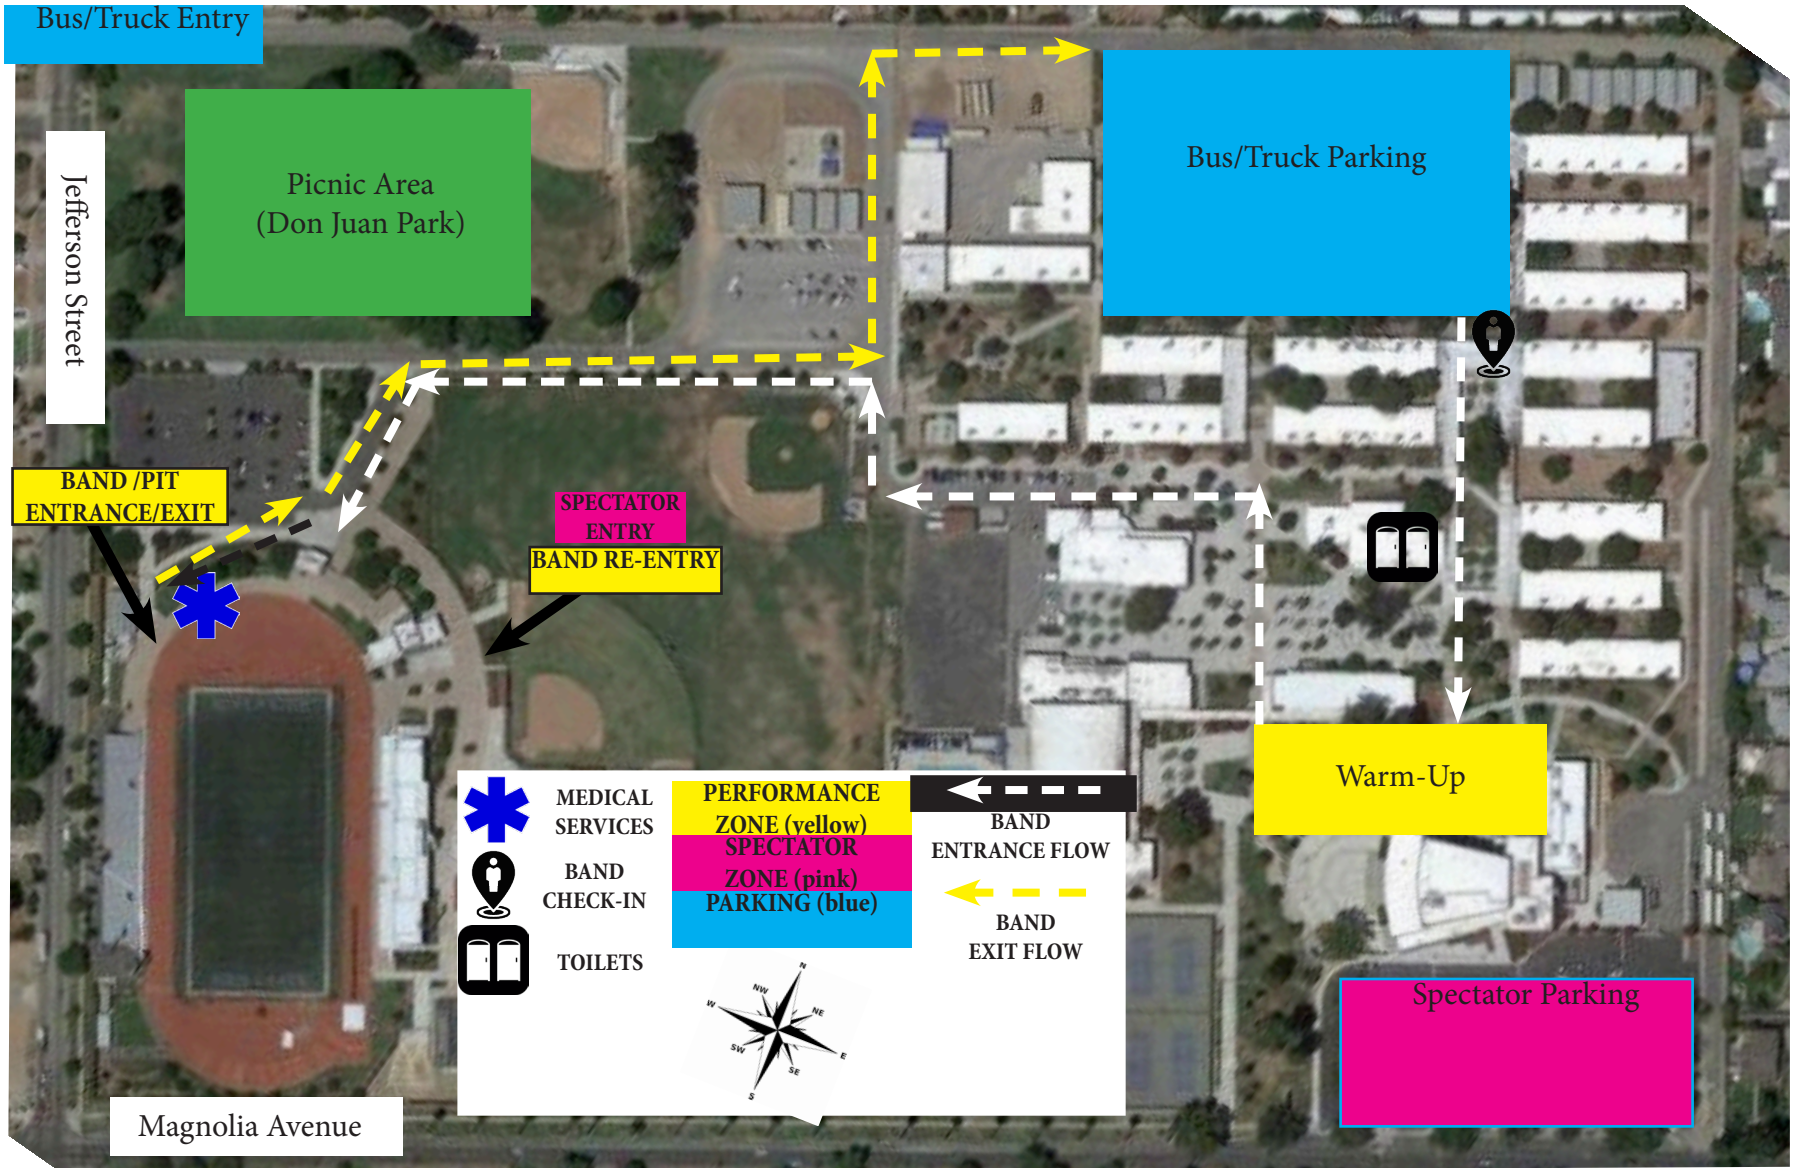 Bus/Truck Entry
Jefferson Street
Picnic Area
(Don Juan Park)
Bus/Truck Parking
BAND /PIT
ENTRANCE/EXIT
SPECTATOR
ENTRY
BAND RE-ENTRY
Warm-Up
MEDICAL
SERVICES
BAND
CHECK-IN
TOILETS
PERFORMANCE
ZONE (yellow)
SPECTATOR
ZONE (pink)
PARKING (blue)
BAND
ENTRANCE FLOW
BAND
EXIT FLOW
N
NW
NE
W
E
SW
SE
S
Spectator Parking
Magnolia Avenue